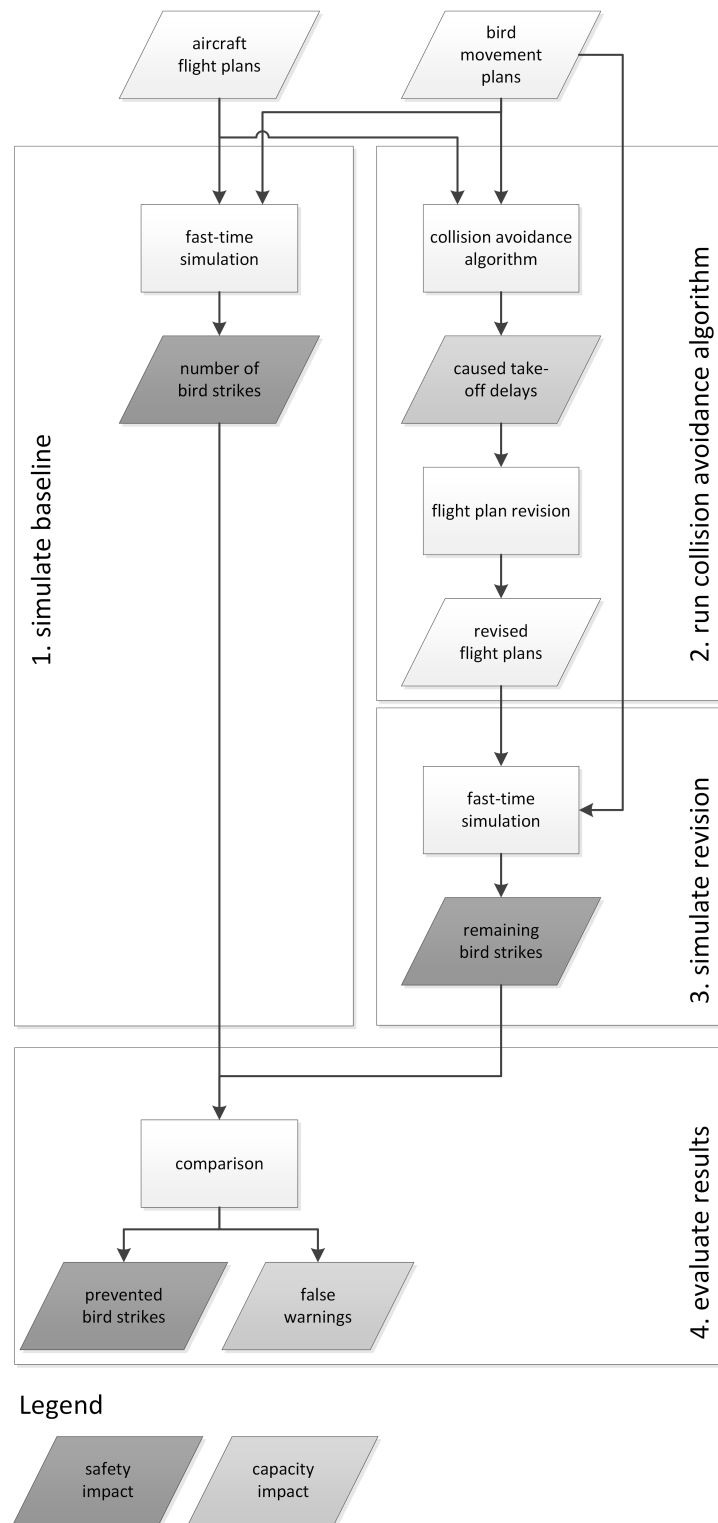 aircraft
flight plans
bird
movement
plans
1. simulate baseline
fast-time
simulation
number of
bird strikes
2. run collision avoidance algorithm
collision avoidance
algorithm
caused take-
off delays
flight plan revision
revised
flight plans
3. simulate revision
fast-time
simulation
remaining
bird strikes
4. evaluate results
comparison
prevented
bird strikes
false
warnings
Legend
safety
impact
capacity
impact